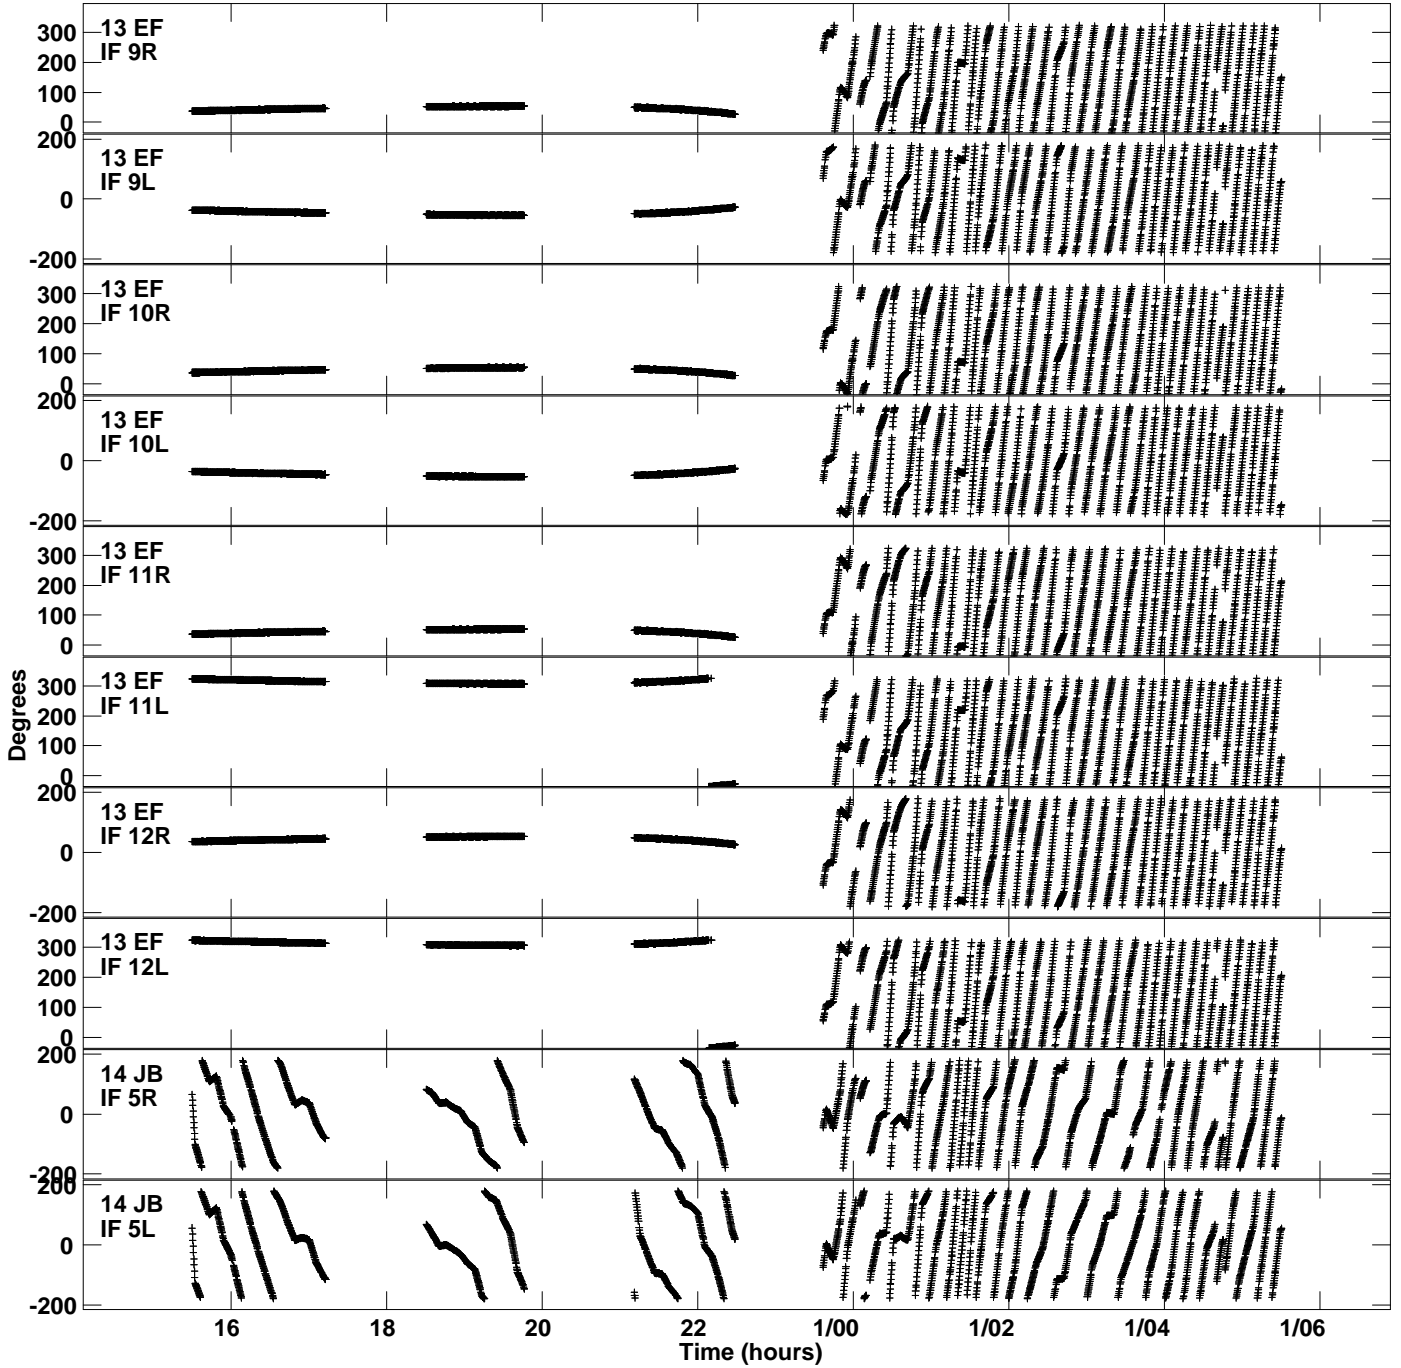 13 EF
IF 9R
300
200
100
0
13 EF
IF 9L
200
0
-200
13 EF
IF 10R
300
200
100
0
13 EF
IF 10L
200
0
-200
13 EF
IF 11R
300
200
100
0
13 EF
IF 11L
300
200
100
0
13 EF
IF 12R
200
0
-200
13 EF
IF 12L
300
200
100
0
14 JB
IF 5R
200
0
-200
14 JB
IF 5L
200
0
-200
Degrees
16 18 20 22 1/00 1/02 1/04 1/06
Time (hours)